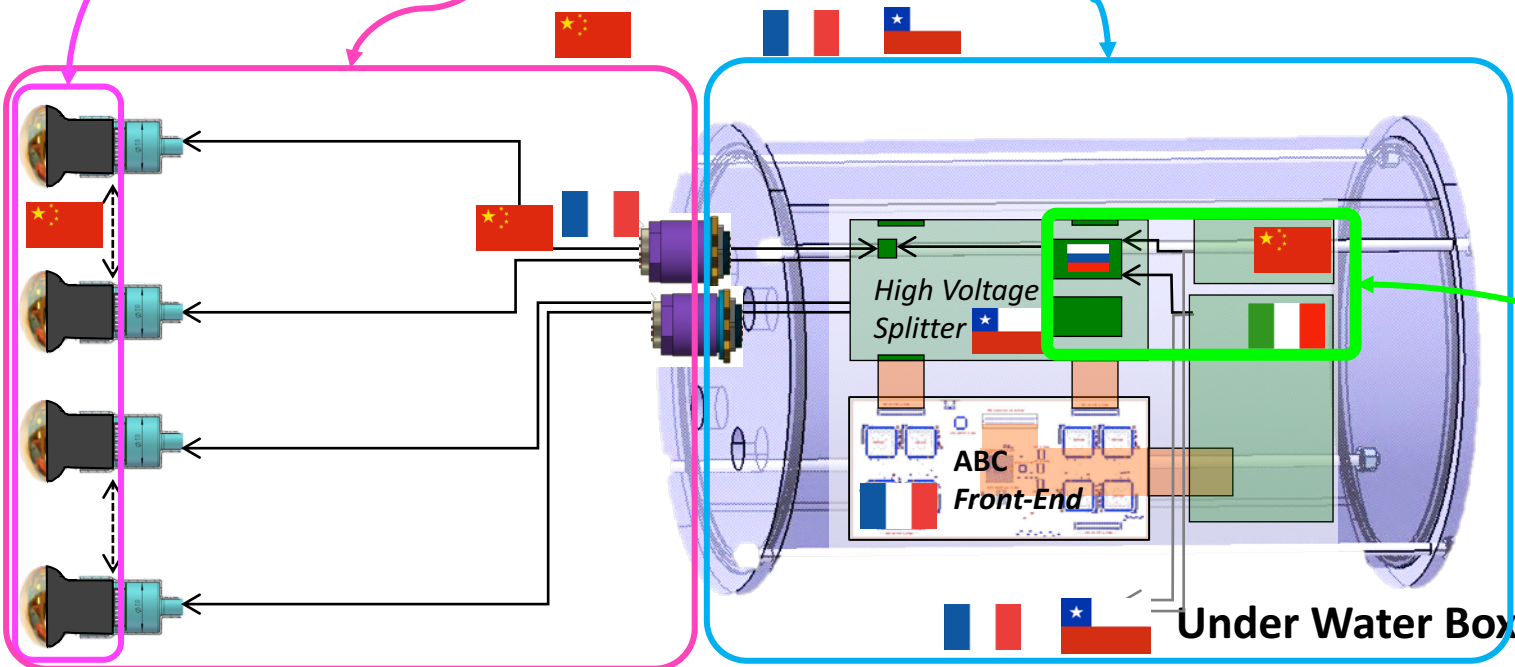 High Voltage
Splitter
ABC
Front-End
Under Water Box